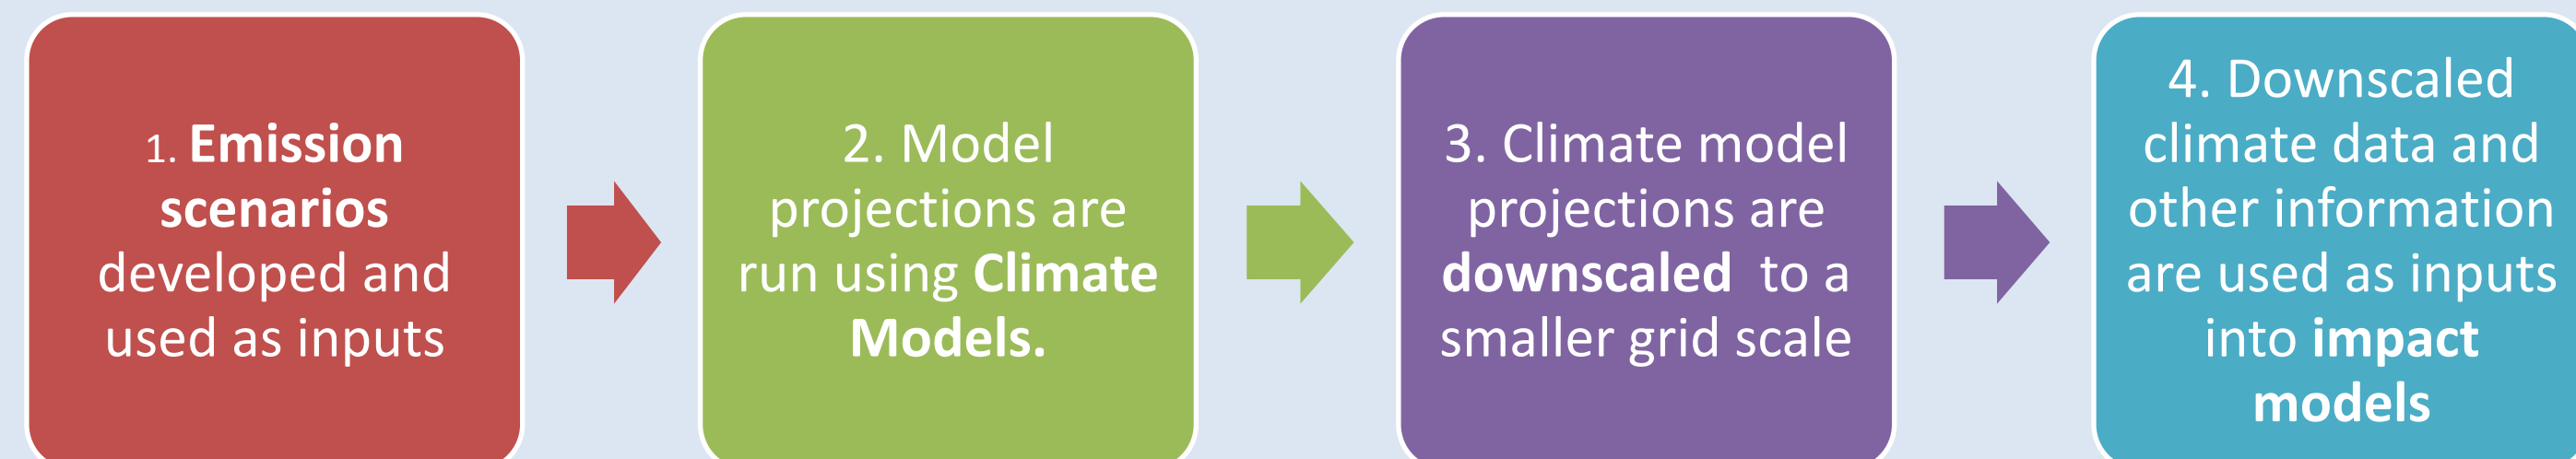 1. Emission
scenarios
developed and
used as inputs
2. Model
projections are
run using Climate
Models.
3. Climate model
projections are
downscaled to a
smaller grid scale
4. Downscaled
climate data and
other information
are used as inputs
into impact
models